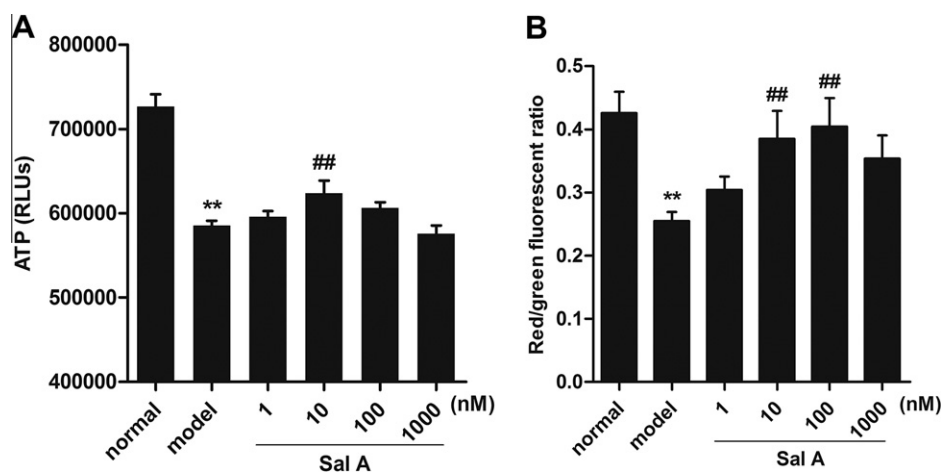 A
ATP (RLUs)
800000
700000
600000
500000
400000
**
##
normal
model
1
10
100
1000
(nM)
Sal A
B
Red/green fluorescent ratio
0.5
0.4
0.3
0.2
0.1
0.0
**
##
##
normal
model
1
10
100
1000
(nM)
Sal A